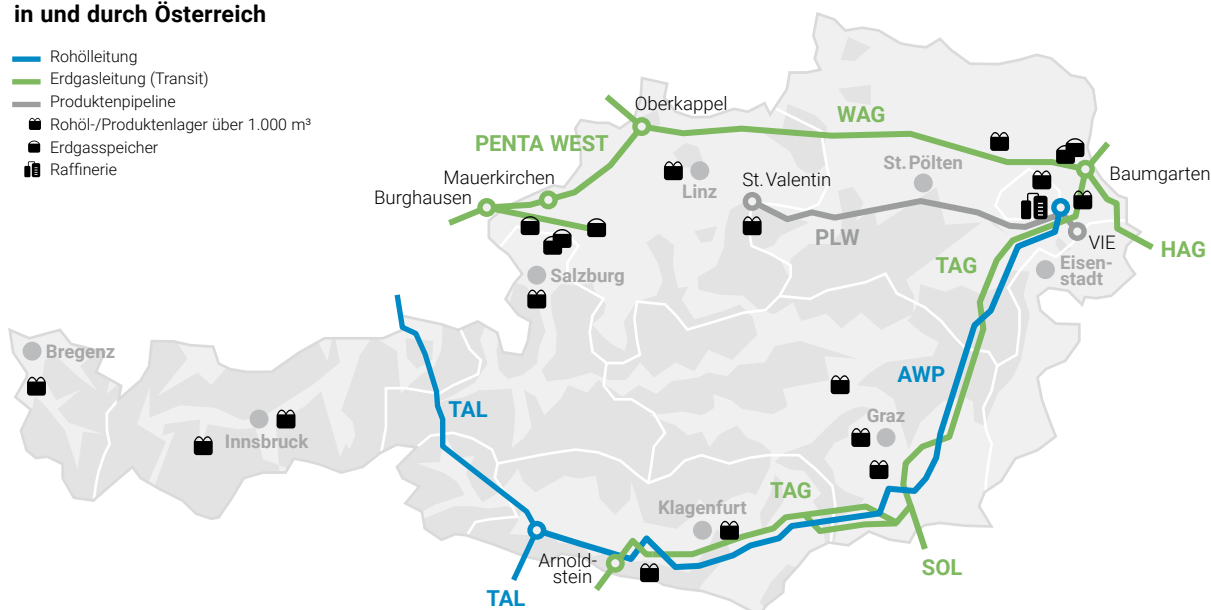 in und durch Österreich
Rohölleitung
Erdgasleitung (Transit)
Produktenpipeline
Rohöl-/Produktenlager über 1.000 m³
Erdgasspeicher
Raffinerie
Oberkappel
WAG
PENTA WEST
St. Pölten
Mauerkirchen
Linz
St. Valentin
Baumgarten
Burghausen
PLW
VIE
HAG
TAG
Eisen-
stadt
Salzburg
Bregenz
AWP
TAL
Graz
Innsbruck
TAG
Klagenfurt
Arnold-
stein
SOL
TAL